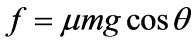 f = μmg cos θ